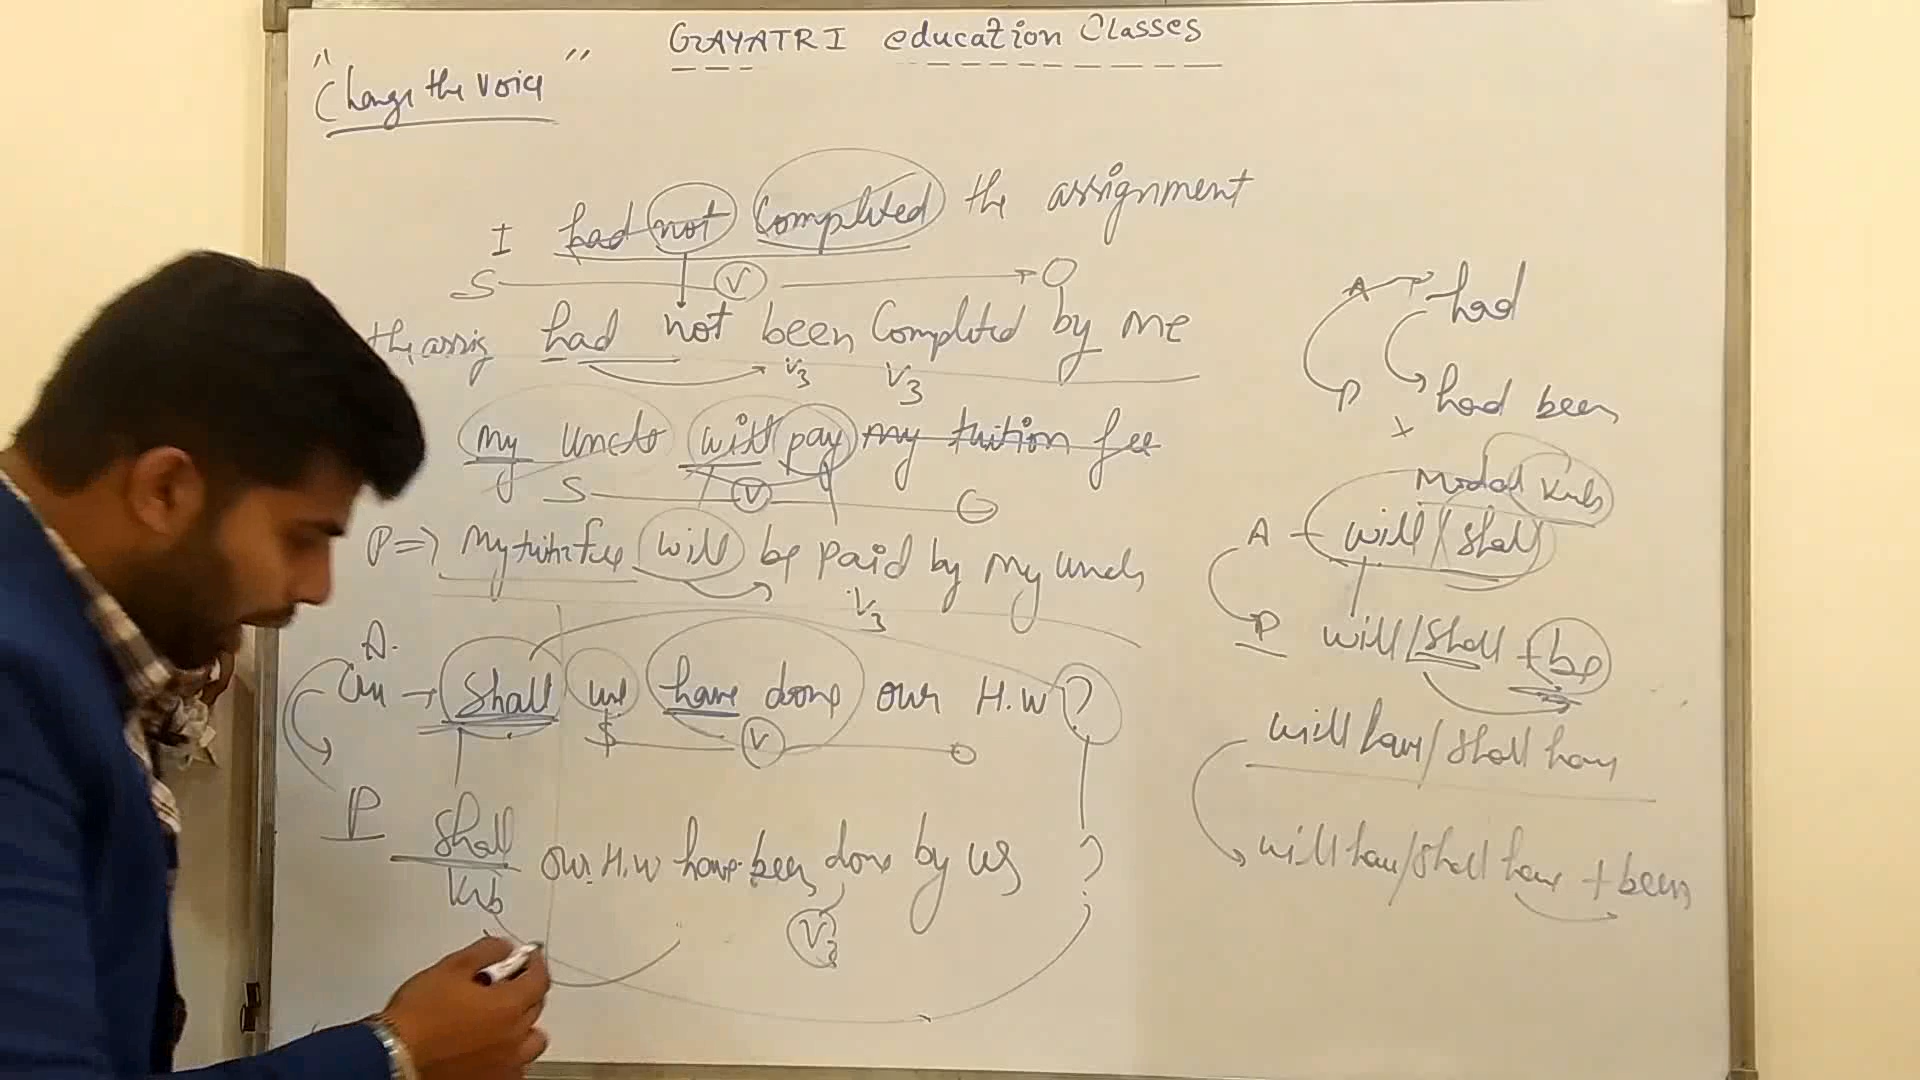 GAYATRI education Classes
"Change the Voice"
I had not Completed the assignment
S V O
the assig had not been Completed by me
V3 V3
my uncle will pay my tuition fee
S V O
P => My tuti fee will be paid by My uncle
V3
A.
→ Shall we have done our H.W ?
S V O
P Shall our H.W have been done by us ?
Verb V3
A P had
P had been
Modal Verbs
A - will / Shall
P will / Shall + be
will have / Shall have
will have / Shall have + been